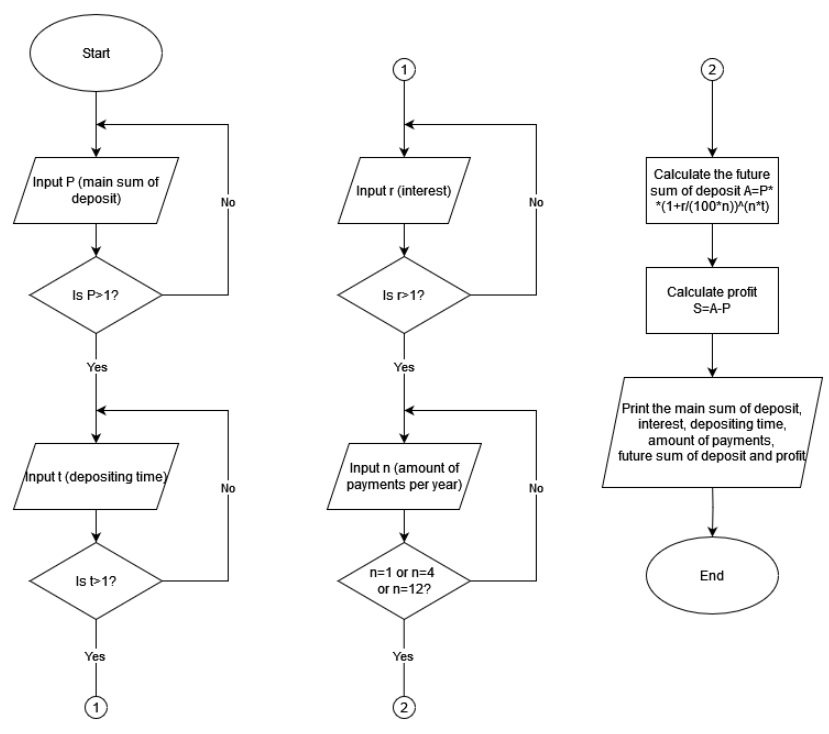 Start
Input P (main sum of
deposit)
No
Is P>1?
Yes
Input t (depositing time)
No
Is t>1?
Yes
1
1
Input r (interest)
No
Is r>1?
Yes
Input n (amount of
payments per year)
No
n=1 or n=4
or n=12?
Yes
2
2
Calculate the future
sum of deposit A=P*
*(1+r/(100*n))^(n*t)
Calculate profit
S=A-P
Print the main sum of deposit,
interest, depositing time,
amount of payments,
future sum of deposit and profit
End